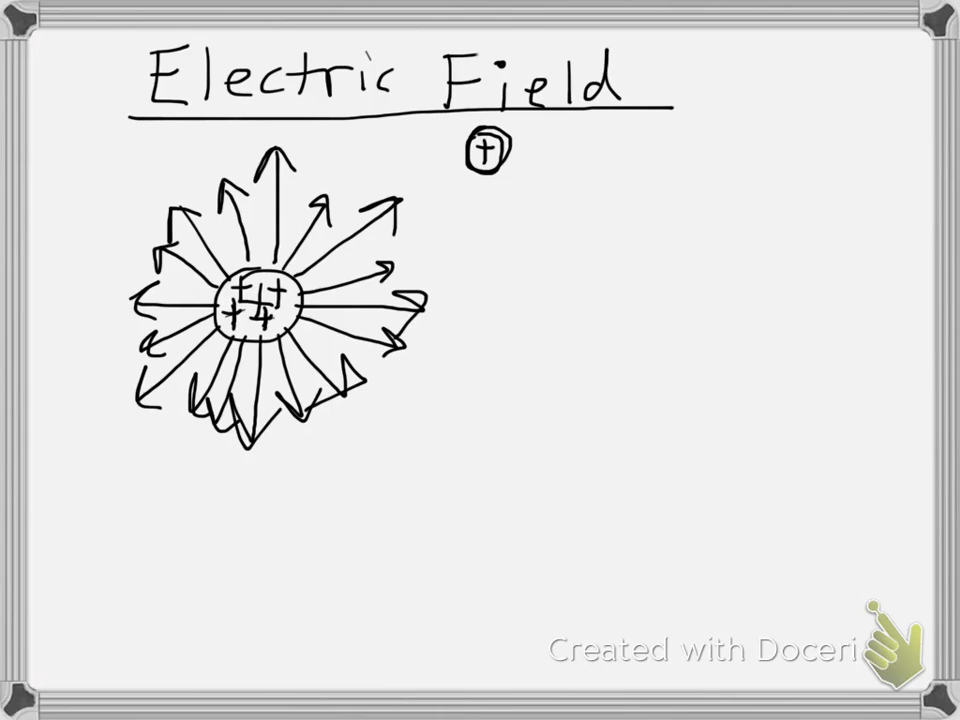 Electric Field
+
+ + +
+ +
Created with Doceri